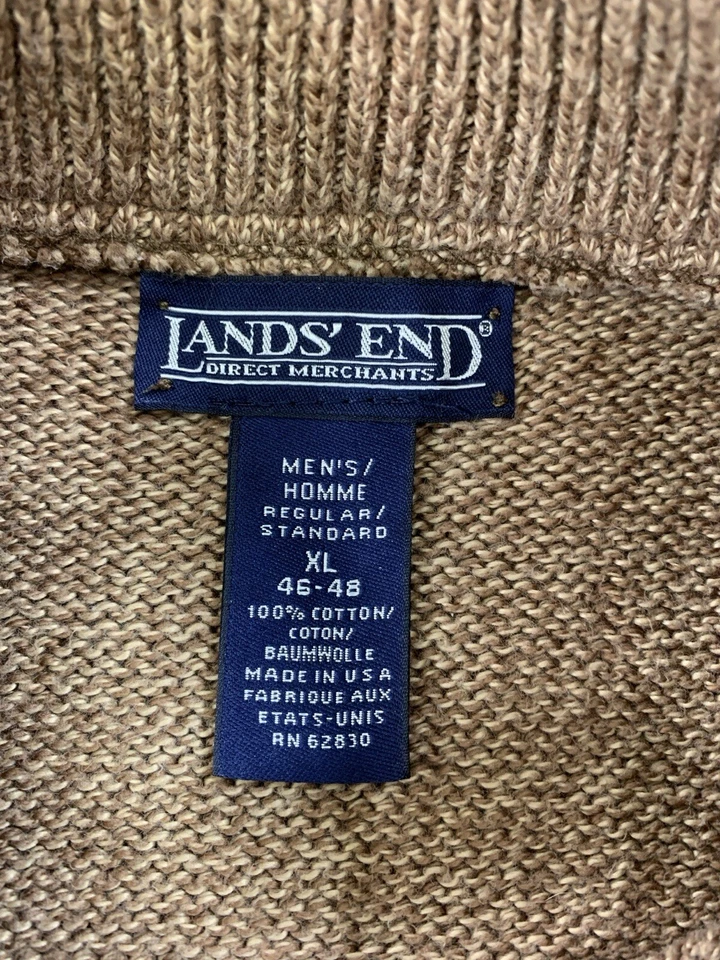 LANDS' END®
DIRECT MERCHANTS
MEN'S/
HOMME
REGULAR/
STANDARD
XL
46-48
100% COTTON/
COTON/
BAUMWOLLE
MADE IN USA
FABRIQUE AUX
ETATS-UNIS
RN 62830